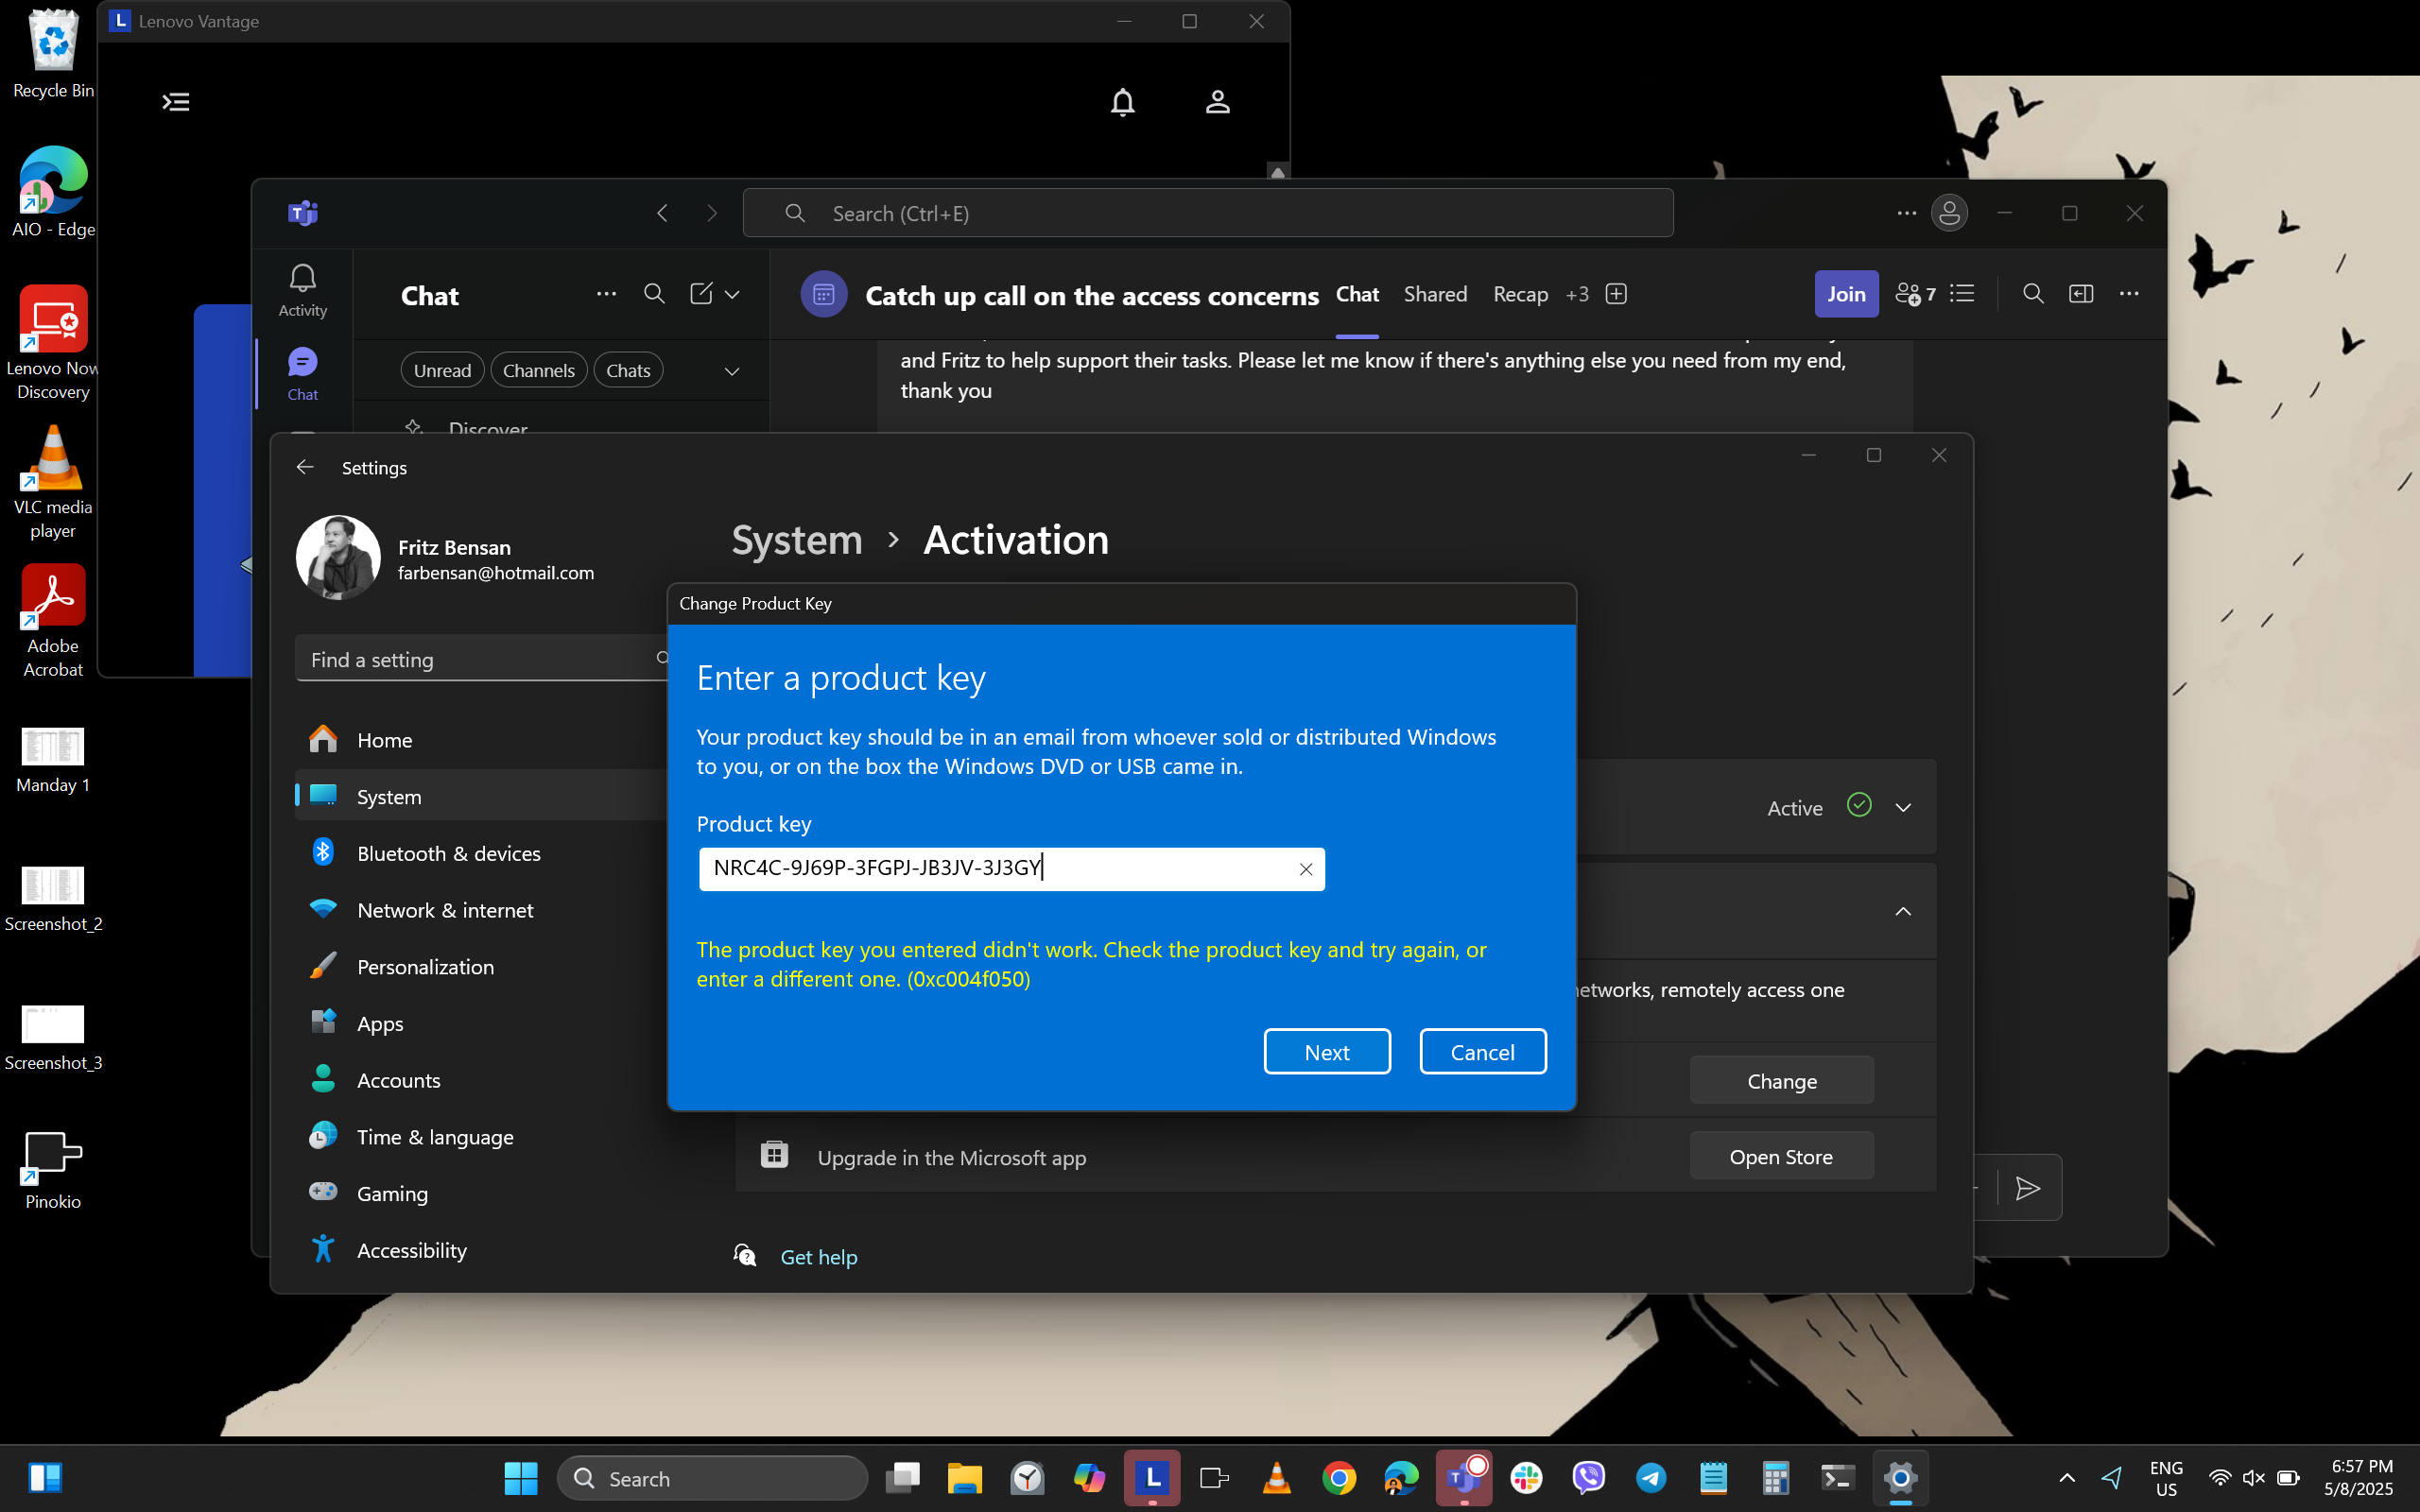 Lenovo Vantage
Recycle Bin
AIO - Edge
Lenovo Now
Discovery
VLC media
player
Adobe
Acrobat
Manday 1
Screenshot_2
Screenshot_3
Pinokio
Search (Ctrl+E)
Activity
Chat
Chat
Unread
Channels
Chats
Discover
Catch up call on the access concerns
Chat
Shared
Recap
+3
Join
7
and Fritz to help support their tasks. Please let me know if there's anything else you need from my end,
thank you
Settings
Fritz Bensan
farbensan@hotmail.com
Find a setting
Home
System
Bluetooth & devices
Network & internet
Personalization
Apps
Accounts
Time & language
Gaming
Accessibility
System › Activation
Change Product Key
Enter a product key
Your product key should be in an email from whoever sold or distributed Windows
to you, or on the box the Windows DVD or USB came in.
Product key
NRC4C-9J69P-3FGPJ-JB3JV-3J3GY
The product key you entered didn't work. Check the product key and try again, or
enter a different one. (0xc004f050)
Next
Cancel
Active
networks, remotely access one
Change
Upgrade in the Microsoft app
Open Store
Get help
Search
ENG
US
6:57 PM
5/8/2025